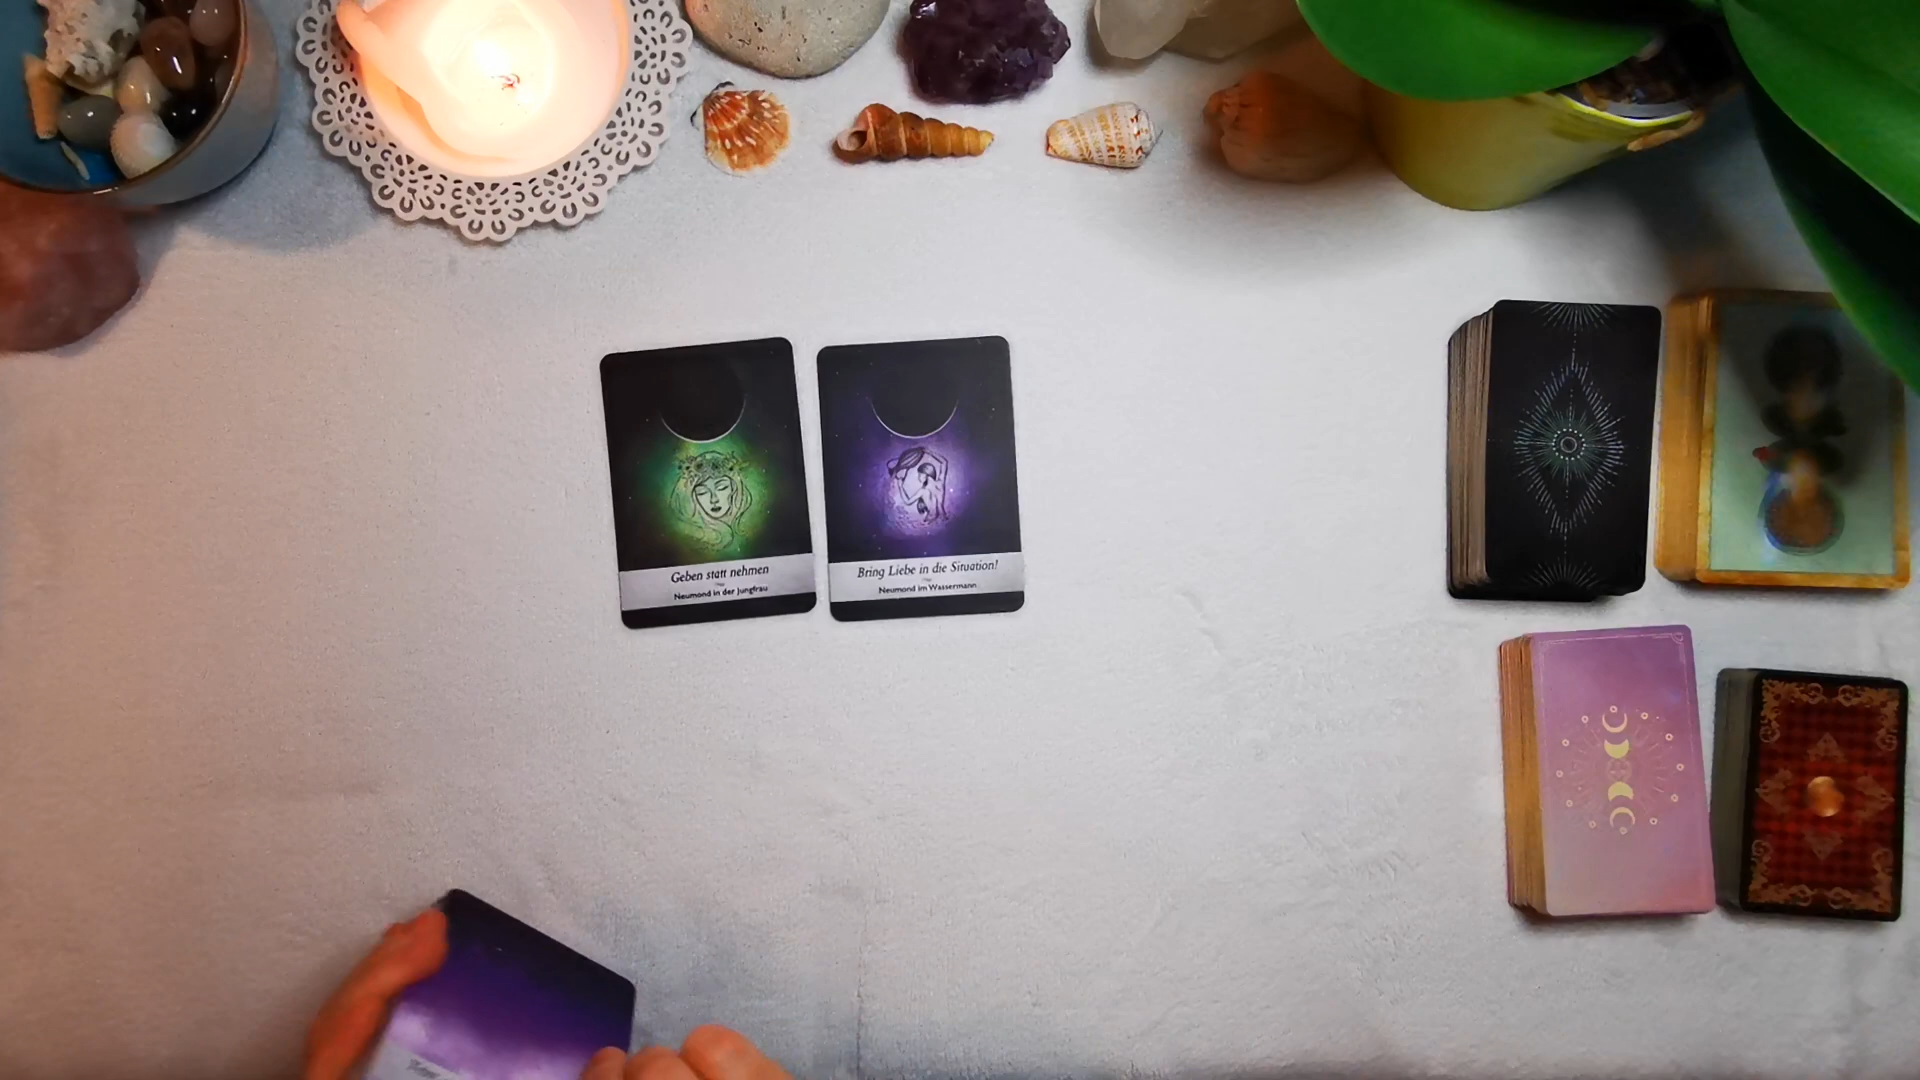 Geben statt nehmen
Neumond in der Jungfrau
Bring Liebe in die Situation!
Neumond im Wassermann